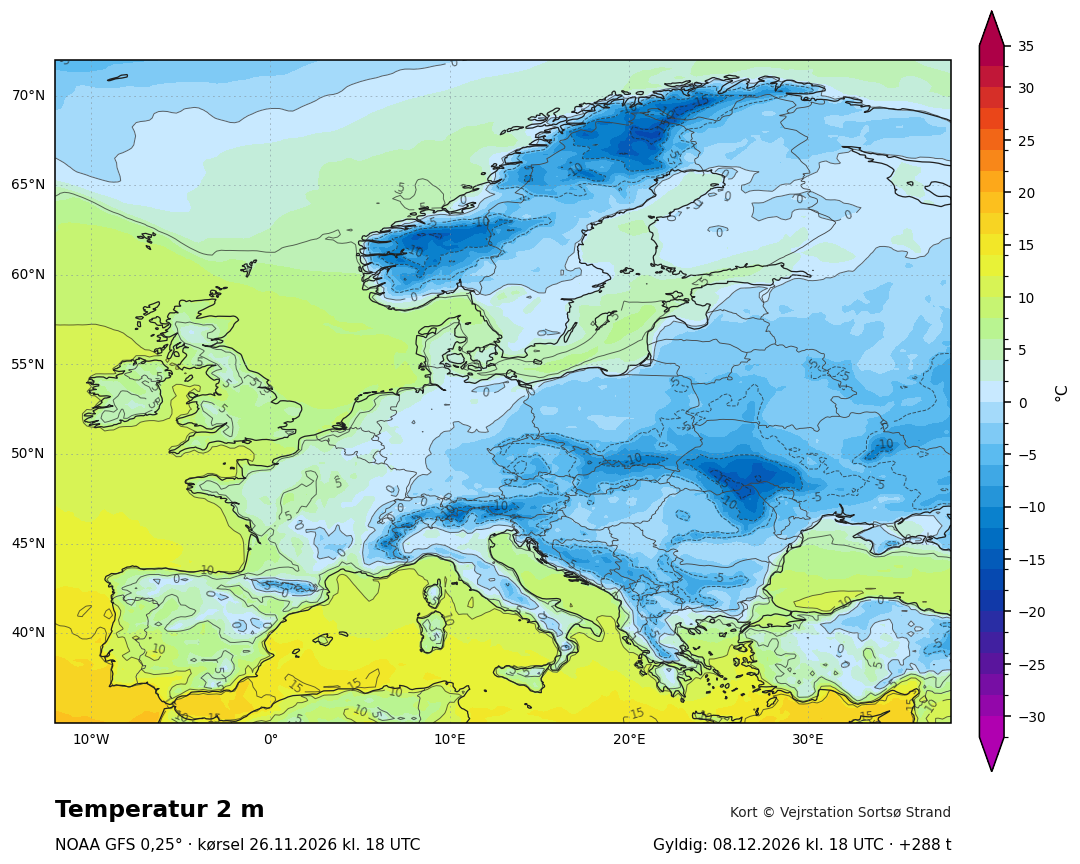 70°N
65°N
60°N
55°N
50°N
45°N
40°N
10°W
0°
10°E
20°E
30°E
35
30
25
20
15
10
5
0
−5
−10
−15
−20
−25
−30
°C
Temperatur 2 m
Kort © Vejrstation Sortsø Strand
NOAA GFS 0,25° · kørsel 26.11.2026 kl. 18 UTC
Gyldig: 08.12.2026 kl. 18 UTC · +288 t